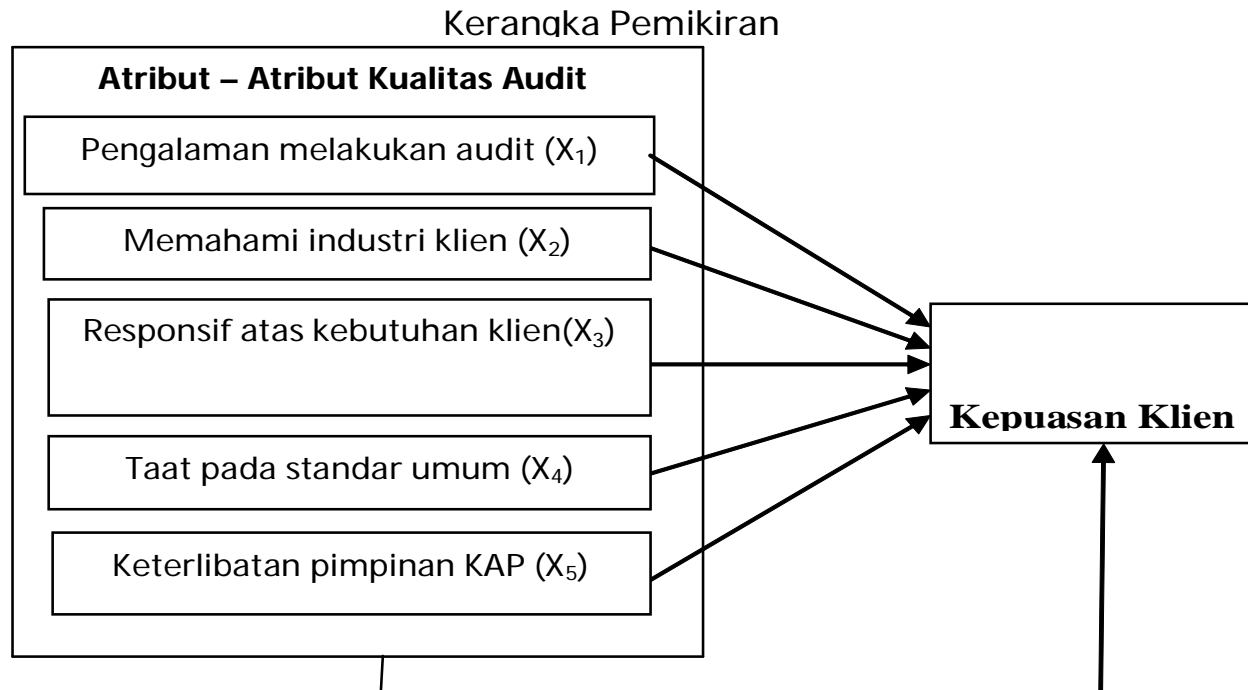 Kerangka Pemikiran
Atribut – Atribut Kualitas Audit
Pengalaman melakukan audit (X₁)
Memahami industri klien (X₂)
Responsif atas kebutuhan klien(X₃)
Taat pada standar umum (X₄)
Keterlibatan pimpinan KAP (X₅)
Kepuasan Klien